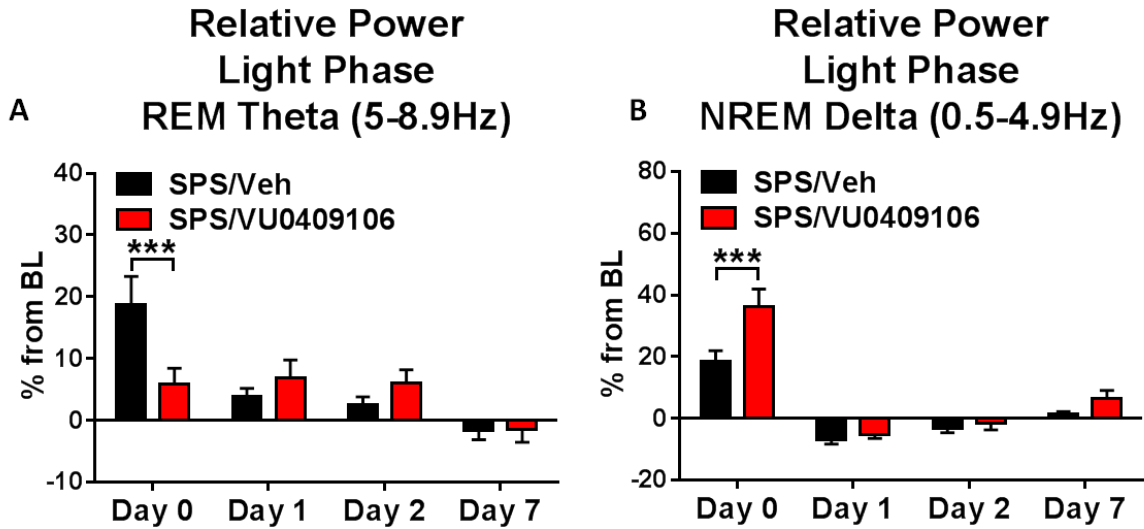 A
Relative Power
Light Phase
REM Theta (5-8.9Hz)
SPS/Veh
SPS/VU0409106
***
% from BL
40
30
20
10
0
-10
Day 0 Day 1 Day 2 Day 7
B
Relative Power
Light Phase
NREM Delta (0.5-4.9Hz)
SPS/Veh
SPS/VU0409106
***
% from BL
80
60
40
20
0
-20
Day 0 Day 1 Day 2 Day 7